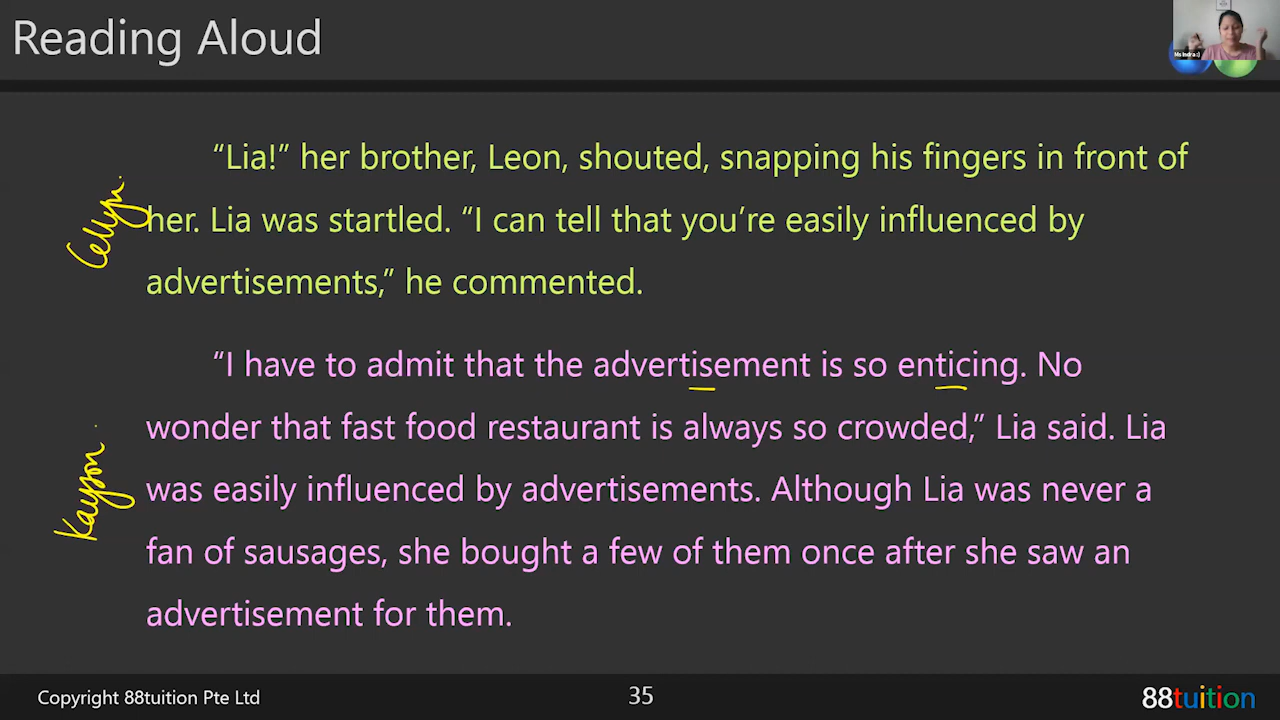 Reading Aloud
Ms Indra :)
“Lia!” her brother, Leon, shouted, snapping his fingers in front of
her. Lia was startled. “I can tell that you’re easily influenced by
advertisements,” he commented.
Cellyn
“I have to admit that the advertisement is so enticing. No
wonder that fast food restaurant is always so crowded,” Lia said. Lia
was easily influenced by advertisements. Although Lia was never a
fan of sausages, she bought a few of them once after she saw an
advertisement for them.
Kayson
Copyright 88tuition Pte Ltd
35
88tuition